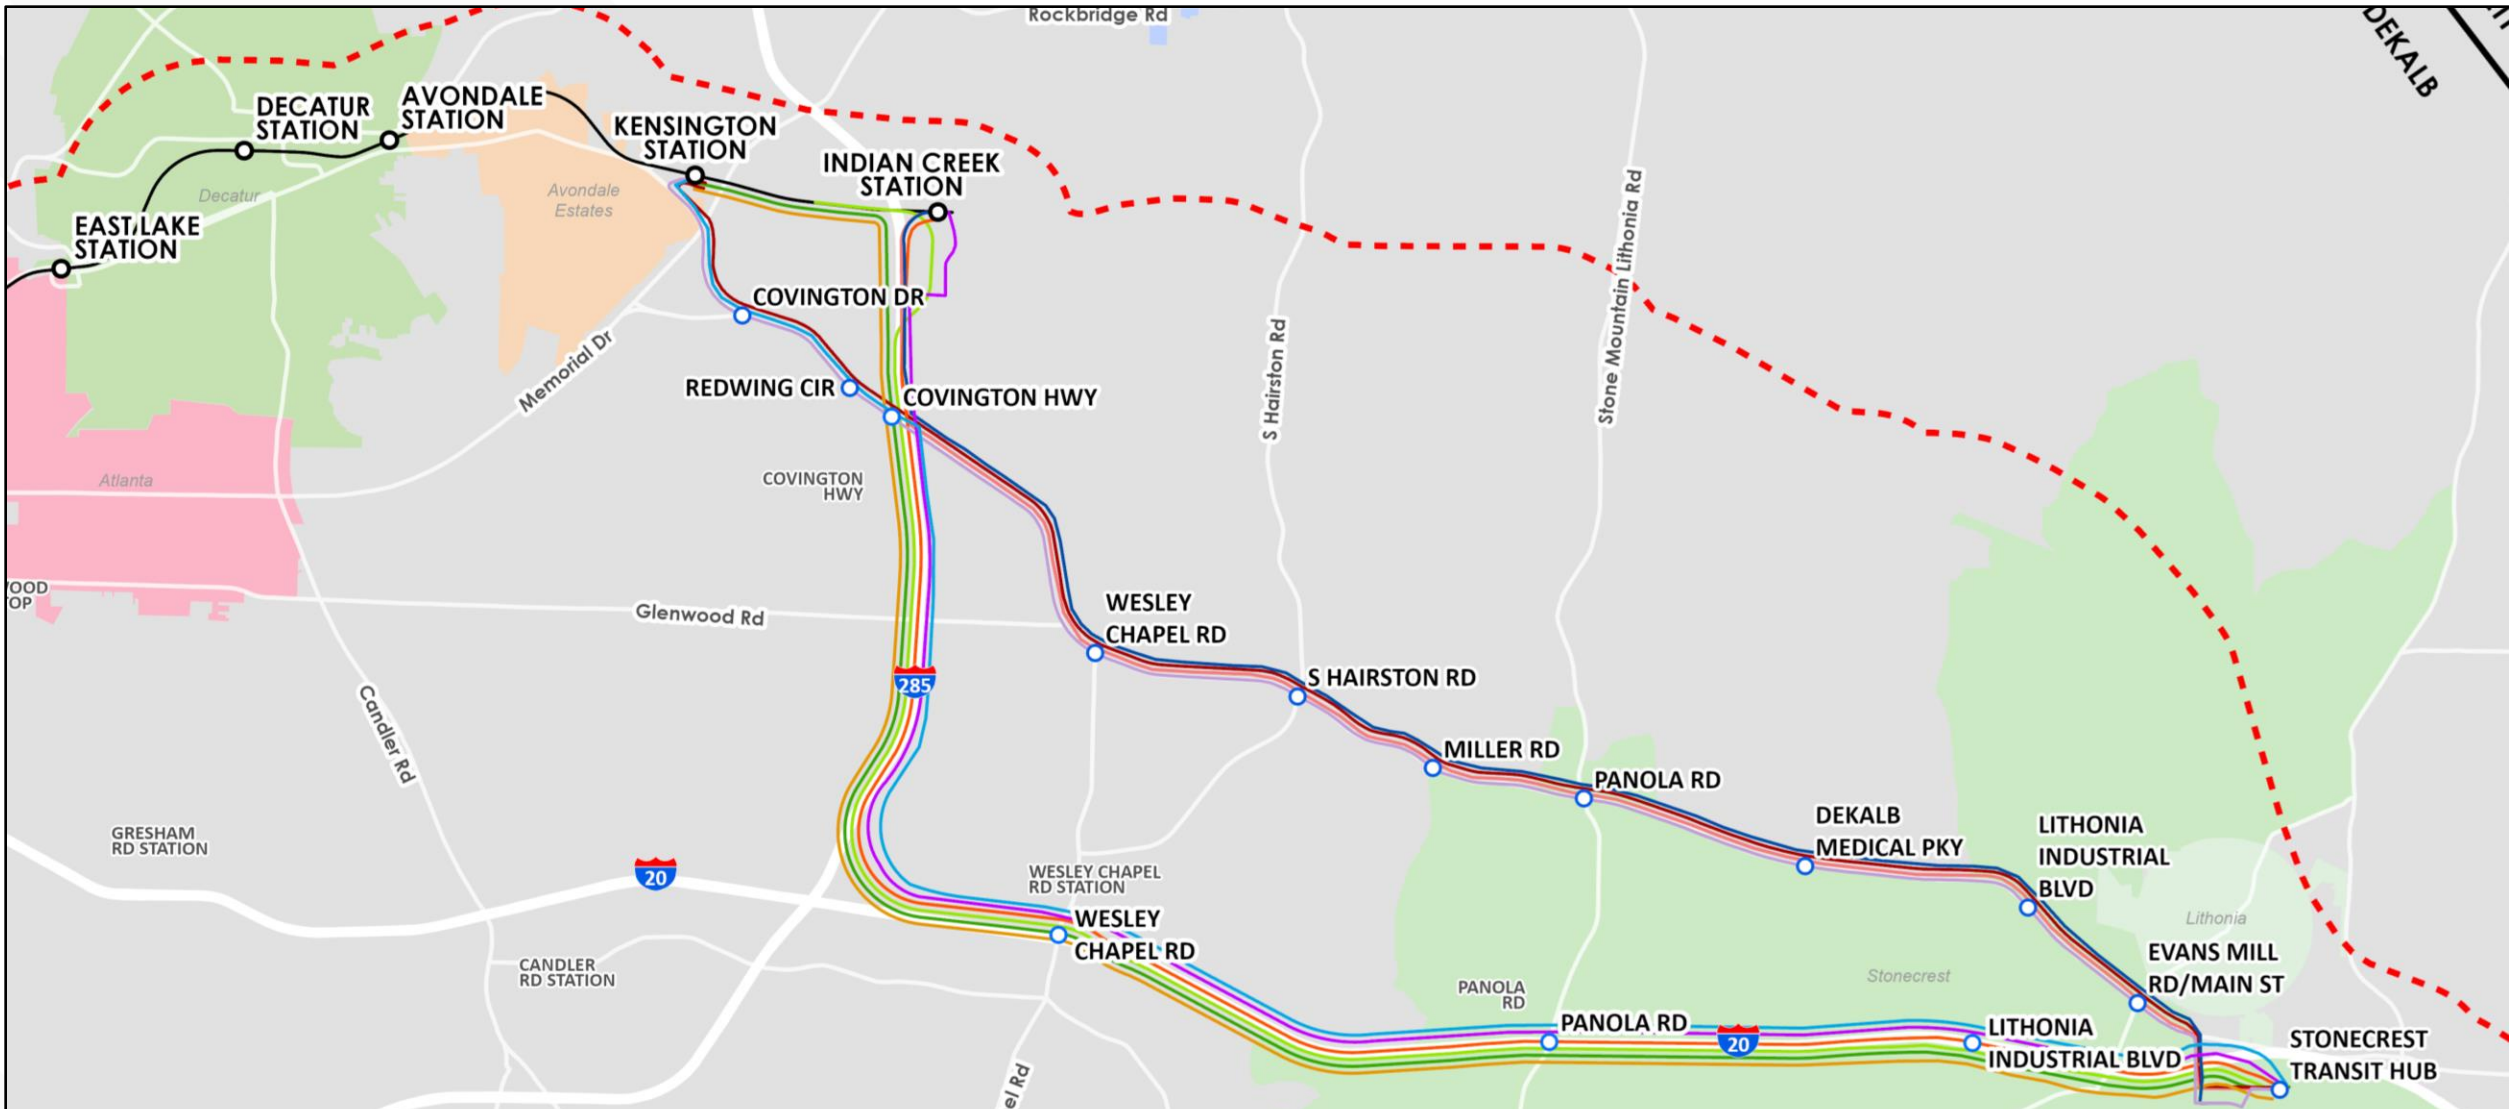 Rockbridge Rd
DEKALB
DECATUR
STATION
AVONDALE
STATION
KENSINGTON
STATION
INDIAN CREEK
STATION
Decatur
Avondale
Estates
EAST LAKE
STATION
Stone Mountain Lithonia Rd
COVINGTON DR
S Hairston Rd
Memorial Dr
REDWING CIR
COVINGTON HWY
Atlanta
COVINGTON
HWY
WESLEY
CHAPEL RD
Glenwood Rd
285
S HAIRSTON RD
Candler Rd
MILLER RD
PANOLA RD
DEKALB
MEDICAL PKY
LITHONIA
INDUSTRIAL
BLVD
GRESHAM
RD STATION
20
WESLEY CHAPEL
RD STATION
WESLEY
CHAPEL RD
Lithonia
CANDLER
RD STATION
EVANS MILL
RD/MAIN ST
Stonecrest
PANOLA
RD
PANOLA RD
20
LITHONIA
INDUSTRIAL BLVD
STONECREST
TRANSIT HUB
el Rd